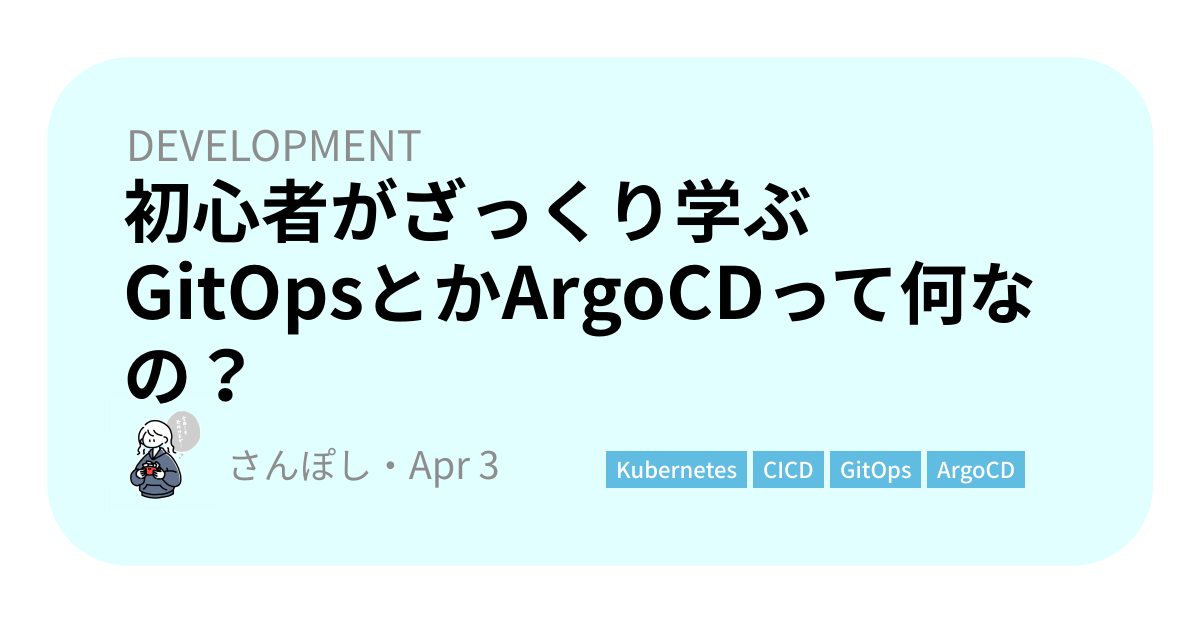 DEVELOPMENT
初心者がざっくり学ぶ
GitOpsとかArgoCDって何な
の？
さんぽし・Apr 3
Kubernetes CICD GitOps ArgoCD